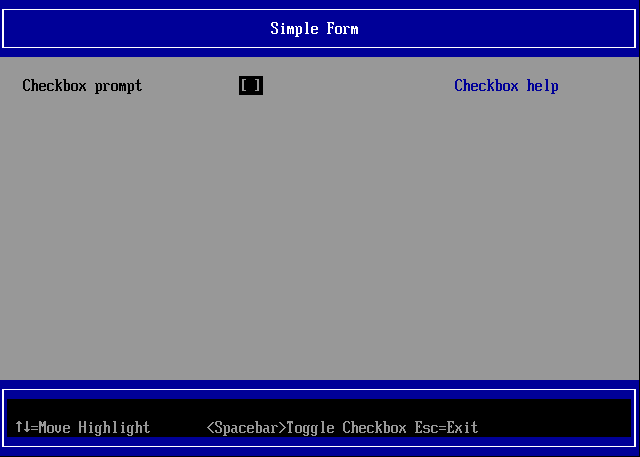 Simple Form
Checkbox prompt [ ] Checkbox help
↑↓=Move Highlight <Spacebar>Toggle Checkbox Esc=Exit